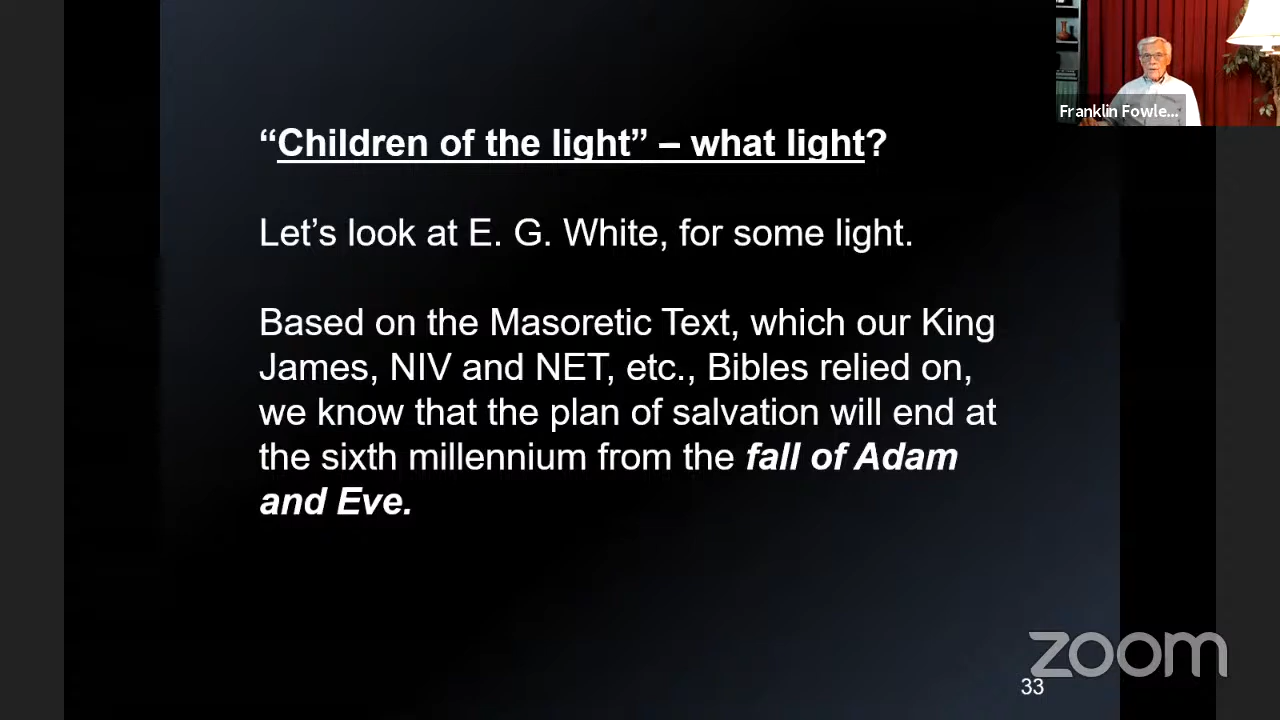 Franklin Fowle...
“Children of the light” – what light?
Let’s look at E. G. White, for some light.
Based on the Masoretic Text, which our King
James, NIV and NET, etc., Bibles relied on,
we know that the plan of salvation will end at
the sixth millennium from the fall of Adam
and Eve.
zoom
33